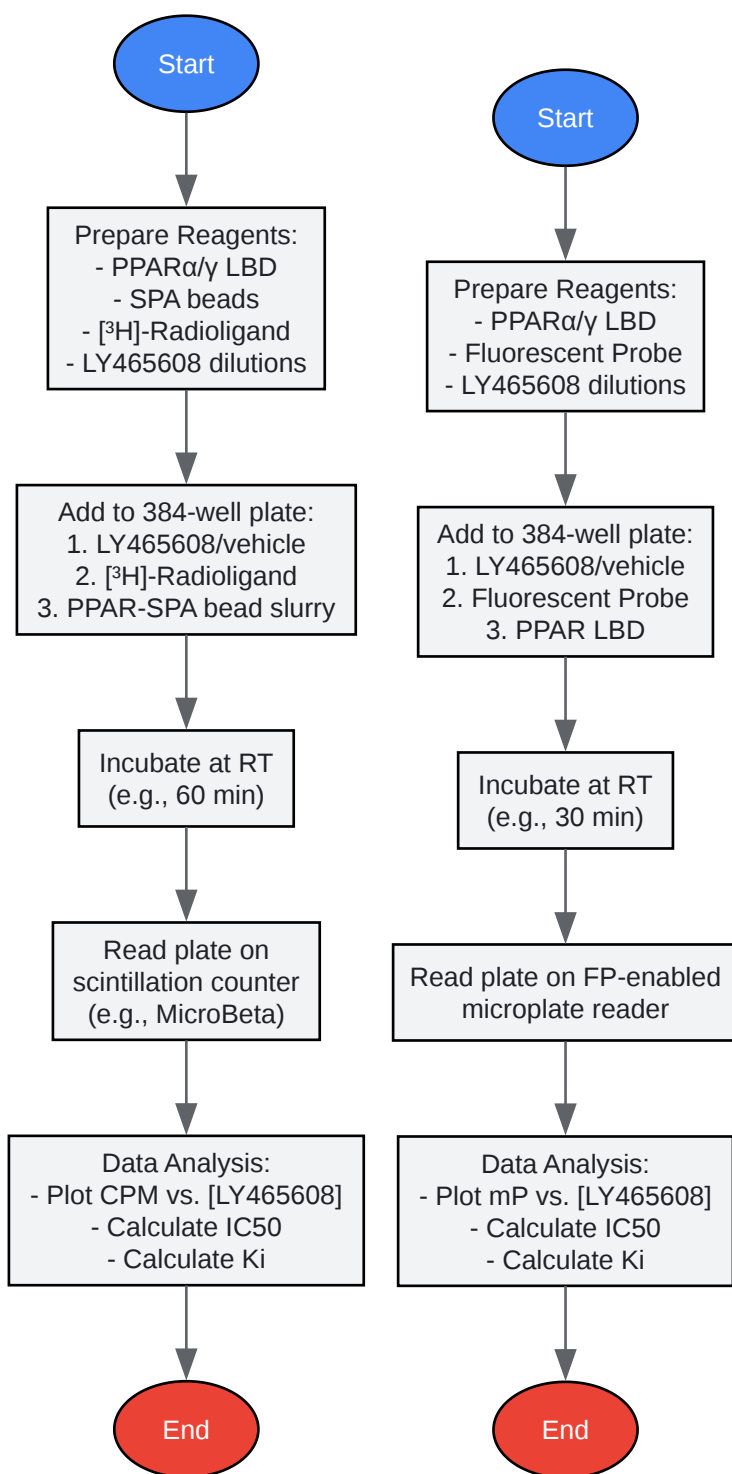 Start
Prepare Reagents:
- PPARα/γ LBD
- SPA beads
- [³H]-Radioligand
- LY465608 dilutions
Add to 384-well plate:
1. LY465608/vehicle
2. [³H]-Radioligand
3. PPAR-SPA bead slurry
Incubate at RT
(e.g., 60 min)
Read plate on
scintillation counter
(e.g., MicroBeta)
Data Analysis:
- Plot CPM vs. [LY465608]
- Calculate IC50
- Calculate Ki
End
Start
Prepare Reagents:
- PPARα/γ LBD
- Fluorescent Probe
- LY465608 dilutions
Add to 384-well plate:
1. LY465608/vehicle
2. Fluorescent Probe
3. PPAR LBD
Incubate at RT
(e.g., 30 min)
Read plate on FP-enabled
microplate reader
Data Analysis:
- Plot mP vs. [LY465608]
- Calculate IC50
- Calculate Ki
End